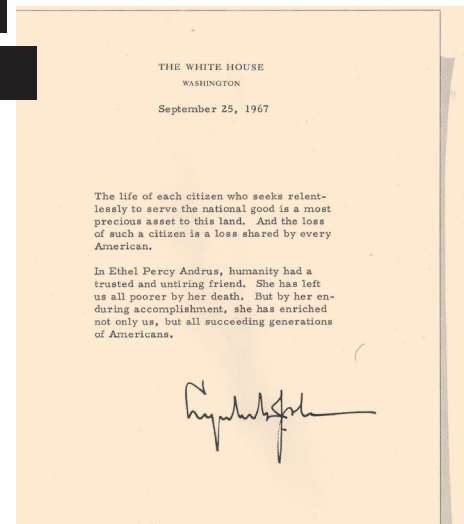 THE WHITE HOUSE
WASHINGTON
September 25, 1967
The life of each citizen who seeks relent-
lessly to serve the national good is a most
precious asset to this land. And the loss
of such a citizen is a loss shared by every
American.
In Ethel Percy Andrus, humanity had a
trusted and untiring friend. She has left
us all poorer by her death. But by her en-
during accomplishment, she has enriched
not only us, but all succeeding generations
of Americans.